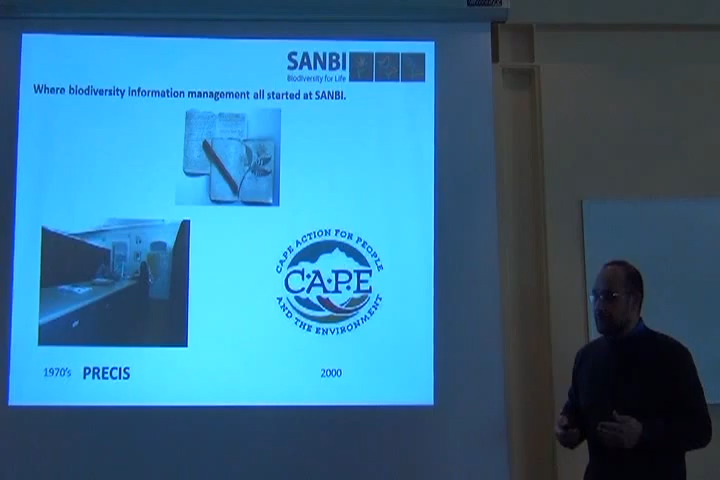 SANBI
Biodiversity for Life
Where biodiversity information management all started at SANBI.
CAPE ACTION FOR PEOPLE
C·A·P·E
AND THE ENVIRONMENT
1970's PRECIS
2000